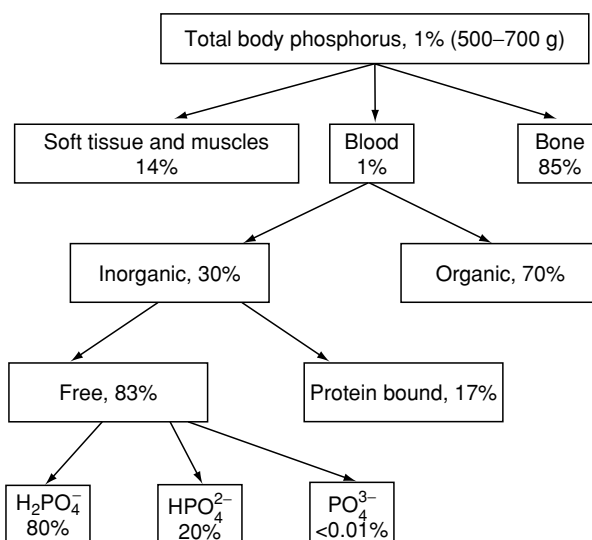 Total body phosphorus, 1% (500–700 g)
Soft tissue and muscles
14%
Blood
1%
Bone
85%
Inorganic, 30%
Organic, 70%
Free, 83%
Protein bound, 17%
H₂PO₄⁻
80%
HPO₄²⁻
20%
PO₄³⁻
<0.01%